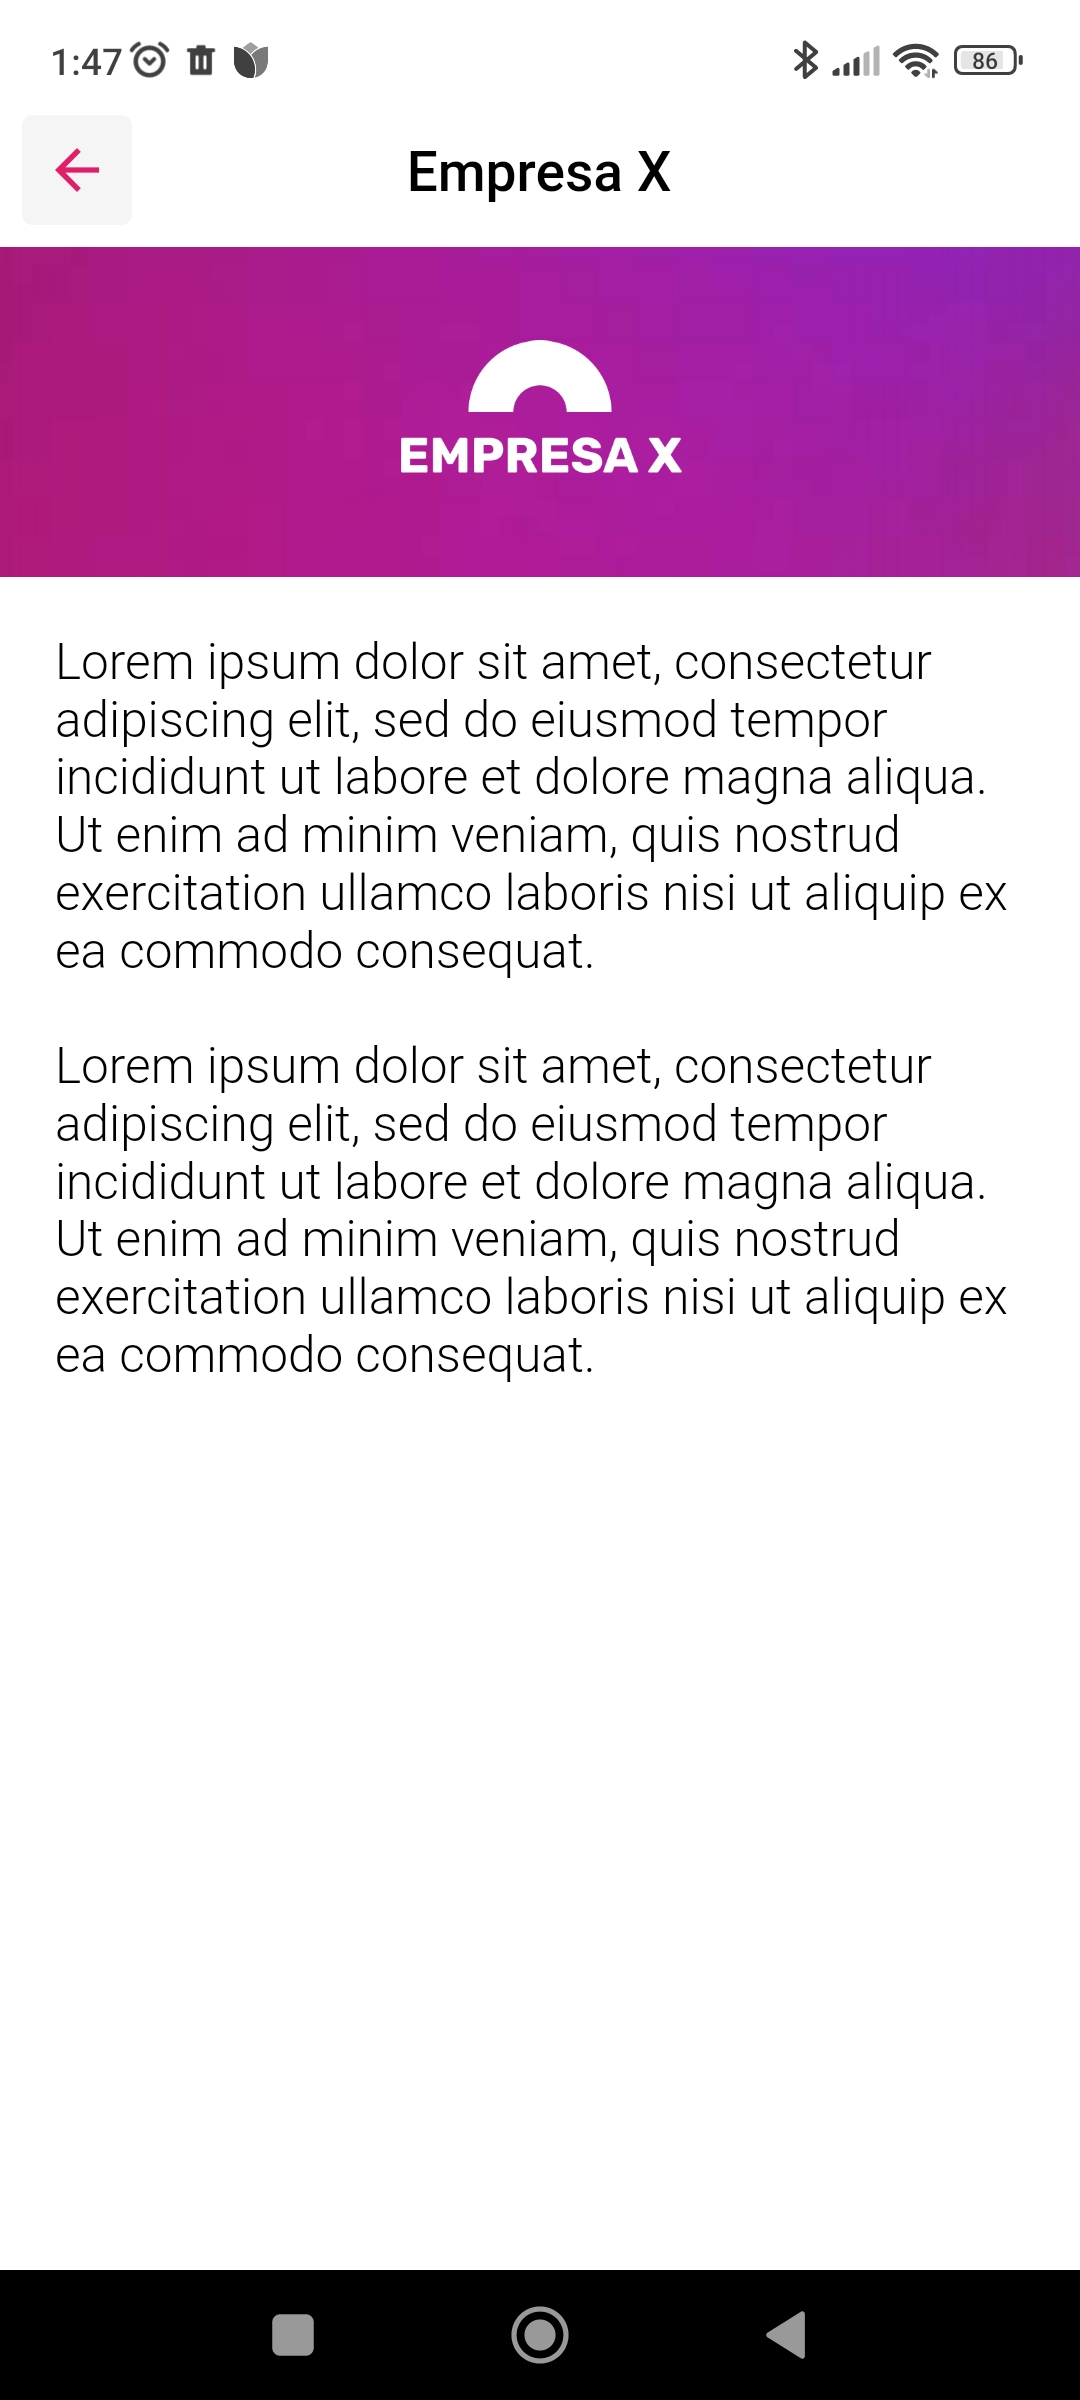 1:47
86
Empresa X
EMPRESA X
Lorem ipsum dolor sit amet, consectetur
adipiscing elit, sed do eiusmod tempor
incididunt ut labore et dolore magna aliqua.
Ut enim ad minim veniam, quis nostrud
exercitation ullamco laboris nisi ut aliquip ex
ea commodo consequat.
Lorem ipsum dolor sit amet, consectetur
adipiscing elit, sed do eiusmod tempor
incididunt ut labore et dolore magna aliqua.
Ut enim ad minim veniam, quis nostrud
exercitation ullamco laboris nisi ut aliquip ex
ea commodo consequat.